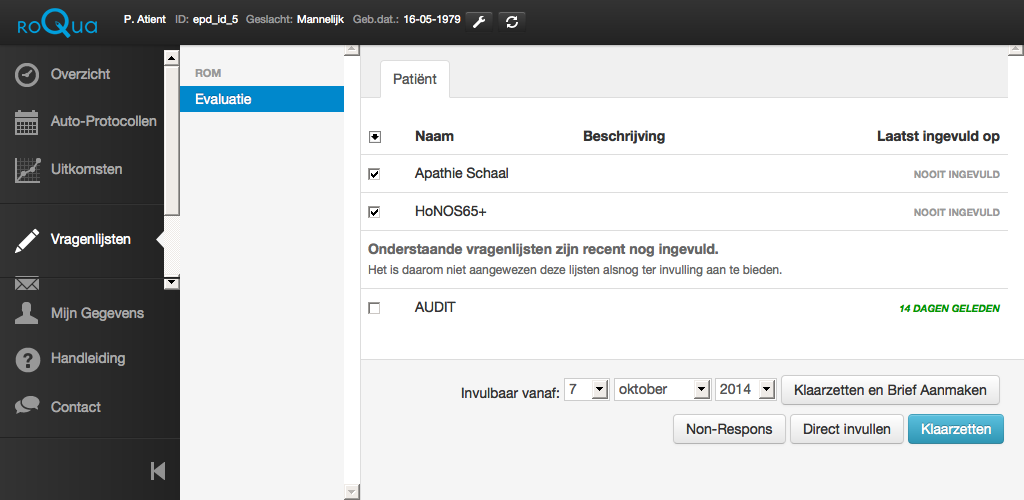 ROQUA
P. Atient ID: epd_id_5 Geslacht: Mannelijk Geb.dat.: 16-05-1979
Overzicht
Auto-Protocollen
Uitkomsten
Vragenlijsten
Mijn Gegevens
Handleiding
Contact
ROM
Evaluatie
Patiënt
Naam Beschrijving Laatst ingevuld op
Apathie Schaal NOOIT INGEVULD
HoNOS65+ NOOIT INGEVULD
Onderstaande vragenlijsten zijn recent nog ingevuld.
Het is daarom niet aangewezen deze lijsten alsnog ter invulling aan te bieden.
AUDIT 14 DAGEN GELEDEN
Invulbaar vanaf: 7 oktober 2014 Klaarzetten en Brief Aanmaken
Non-Respons Direct invullen Klaarzetten